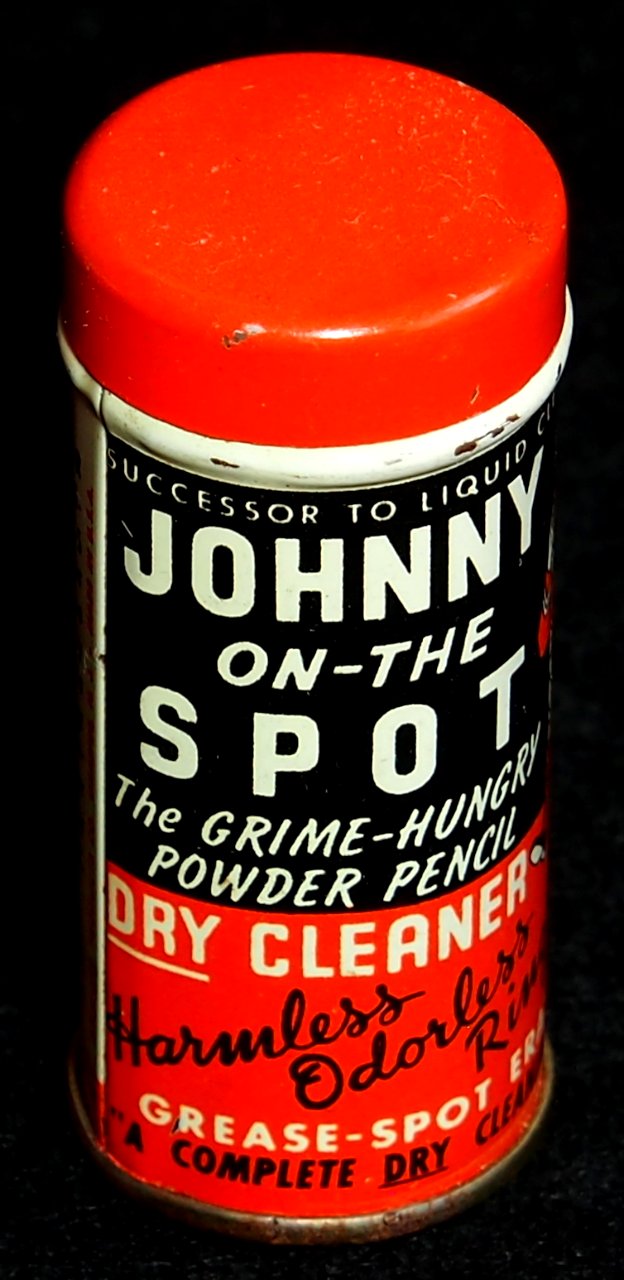 SUCCESSOR TO LIQUID
JOHNNY
ON-THE
SPOT
The GRIME-HUNGRY
POWDER PENCIL
DRY CLEANER
Harmless
Odorless
GREASE-SPOT
"A COMPLETE DRY